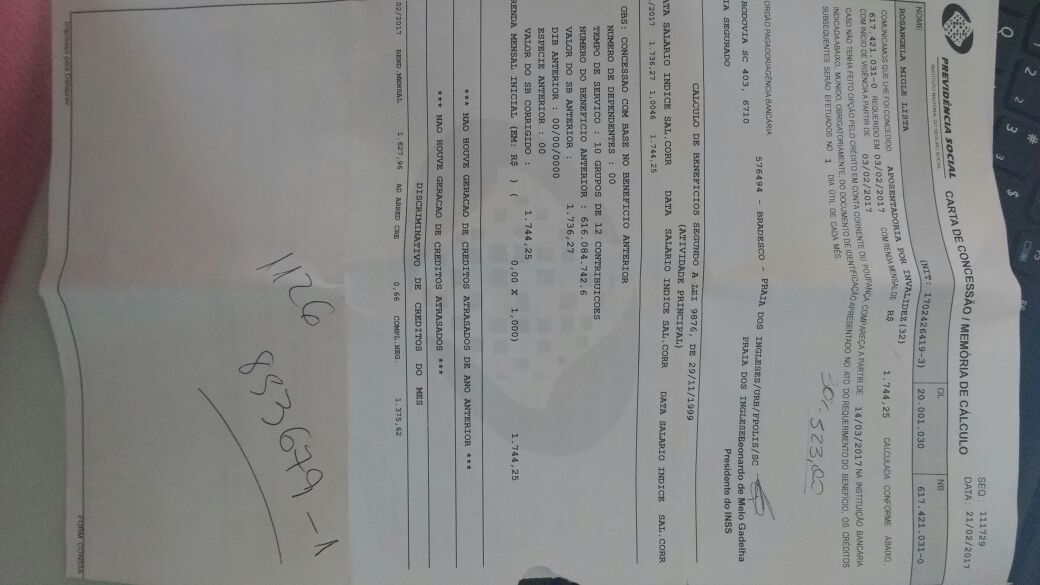 SEQ: 111729
DATA 21/02/2017
PREVIDÊNCIA SOCIAL
INSTITUTO NACIONAL DO SEGURO SOCIAL
CARTA DE CONCESSÃO / MEMÓRIA DE CÁLCULO
NOME OL NB
ROSANGELA MIOLE LISTA (NIT: 1702426419-3) 20.001.030 617.421.031-0
COMUNICAMOS QUE LHE FOI CONCEDIDO APOSENTADORIA POR INVALIDEZ (32)
617.421.031-0 REQUERIDO EM 03/02/2017 COM RENDA MENSAL DE R$ 1.744,25 CALCULADA CONFORME ABAIXO,
COM INÍCIO DE VIGÊNCIA A PARTIR DE 03/02/2017
CASO NÃO TENHA FEITO OPÇÃO PELO CRÉDITO EM CONTA CORRENTE OU POUPANÇA, COMPAREÇA À PARTIR DE 14/03/2017 NA INSTITUIÇÃO BANCÁRIA
INDICADA ABAIXO, MUNIDO, OBRIGATORIAMENTE, DO DOCUMENTO DE IDENTIFICAÇÃO APRESENTADO NO ATO DO REQUERIMENTO DO BENEFÍCIO. OS CRÉDITOS
SUBSEQUENTES SERÃO EFETUADOS NO 1 DIA ÚTIL DE CADA MÊS.
30%. 523,00
ORGÃO PAGADOR/AGÊNCIA BANCÁRIA:
576494 - BRADESCO - PRAIA DOS INGLESES/URB/FPOLIS/SC
RODOVIA SC 403, 6710 PRAIA DOS INGLESE
Leonardo de Melo Gadelha
Presidente do INSS
IA SEGURADO
CALCULO DE BENEFICIOS SEGUNDO A LEI 9876, DE 29/11/1999
(ATIVIDADE PRINCIPAL)
ATA SALARIO INDICE SAL.CORR DATA SALARIO INDICE SAL.CORR DATA SALARIO INDICE SAL.CORR
/2017 1.736,27 1,0046 1.744,25
OBS: CONCESSAO COM BASE NO BENEFICIO ANTERIOR
NUMERO DE DEPENDENTES : 00
TEMPO DE SERVICO : 10 GRUPOS DE 12 CONTRIBUICOES
NUMERO DO BENEFICIO ANTERIOR : 616.084.742.6
VALOR DO SB ANTERIOR : 1.736,27
DIB ANTERIOR : 00/00/0000
ESPECIE ANTERIOR : 00
VALOR DO SB CORRIGIDO : 1.744,25
RENDA MENSAL INICIAL (EM: R$ ) ( 0,00 X 1,000) 1.744,25
*** NAO HOUVE GERACAO DE CREDITOS ATRASADOS DE ANO ANTERIOR ***
*** NAO HOUVE GERACAO DE CREDITOS ATRASADOS ***
DISCRIMINATIVO DE CREDITOS DO MES
02/2017 REND MENSAL 1.627,96 AD ARRED CRE 0,66 COMPL.NEG. 1.375,62
1126 853679-1
Impresso pela Dataprev